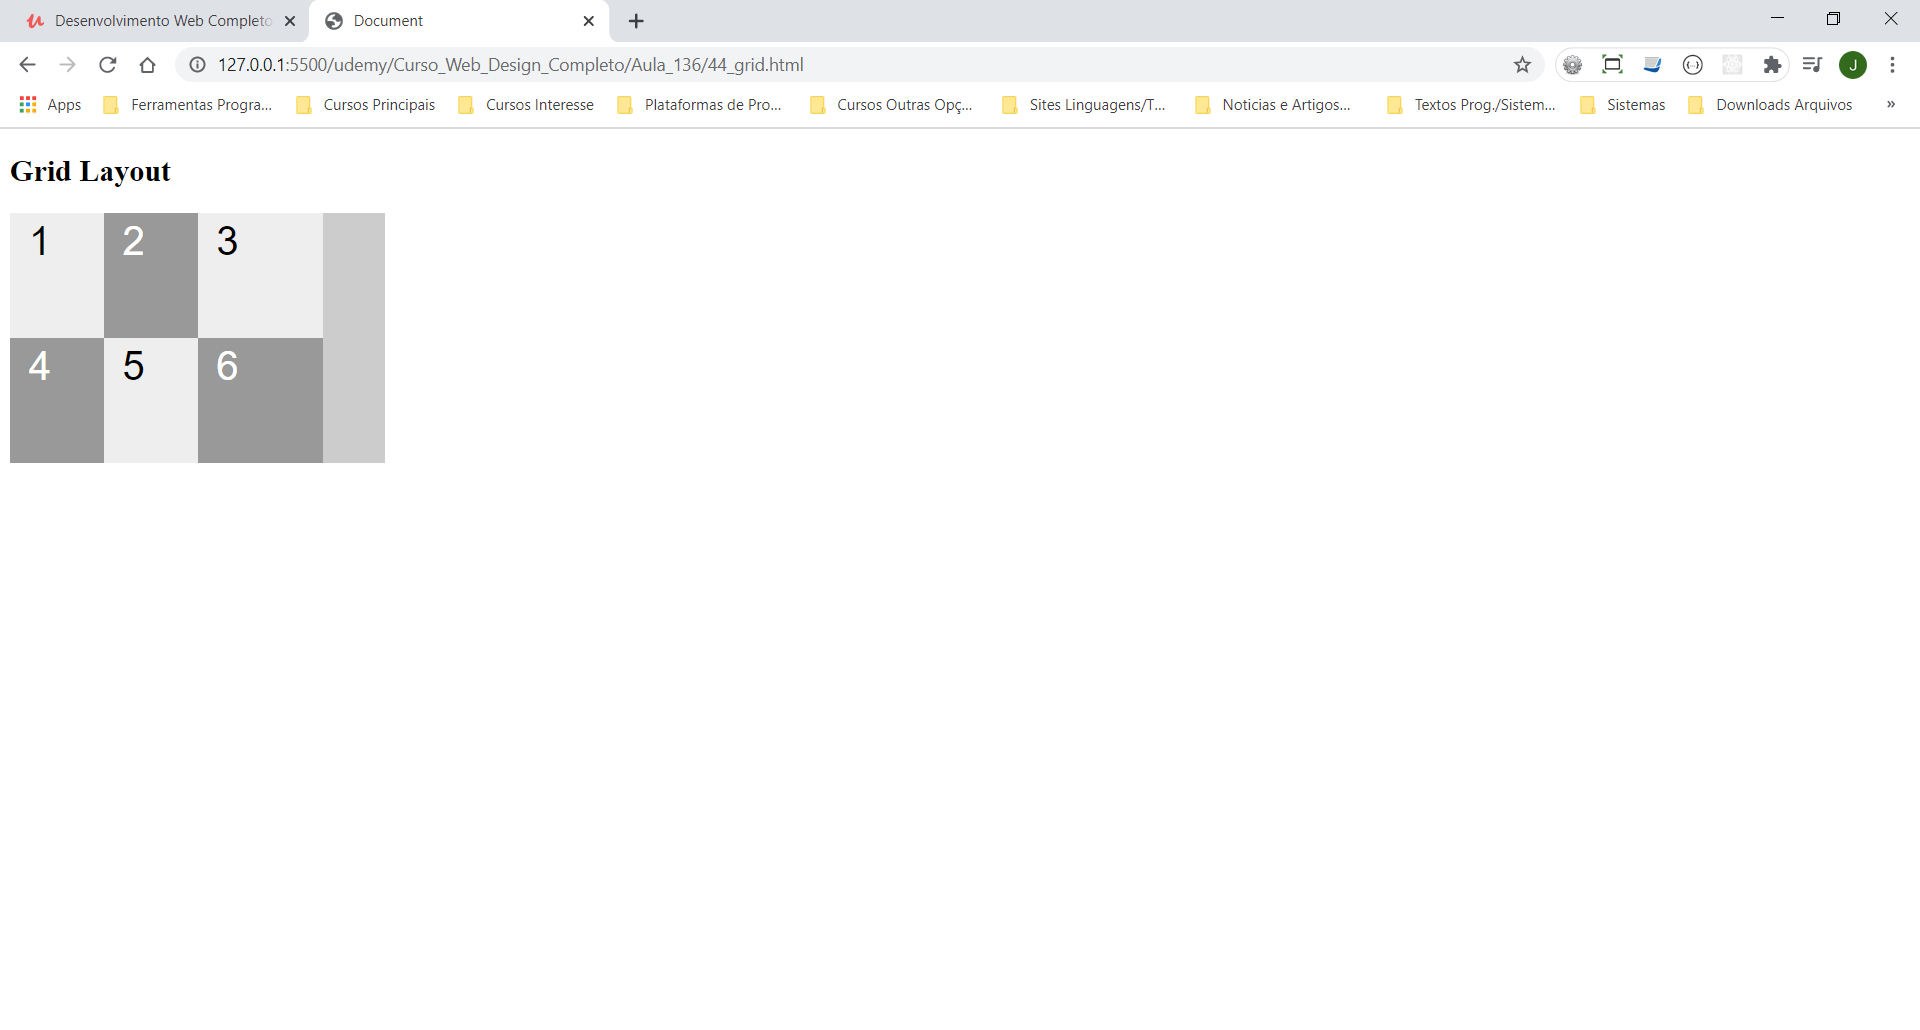 Desenvolvimento Web Completo
Document
127.0.0.1:5500/udemy/Curso_Web_Design_Completo/Aula_136/44_grid.html
J
Apps
Ferramentas Progra...
Cursos Principais
Cursos Interesse
Plataformas de Pro...
Cursos Outras Opç...
Sites Linguagens/T...
Noticias e Artigos...
Textos Prog./Sistem...
Sistemas
Downloads Arquivos
»
Grid Layout
1 2 3
4 5 6